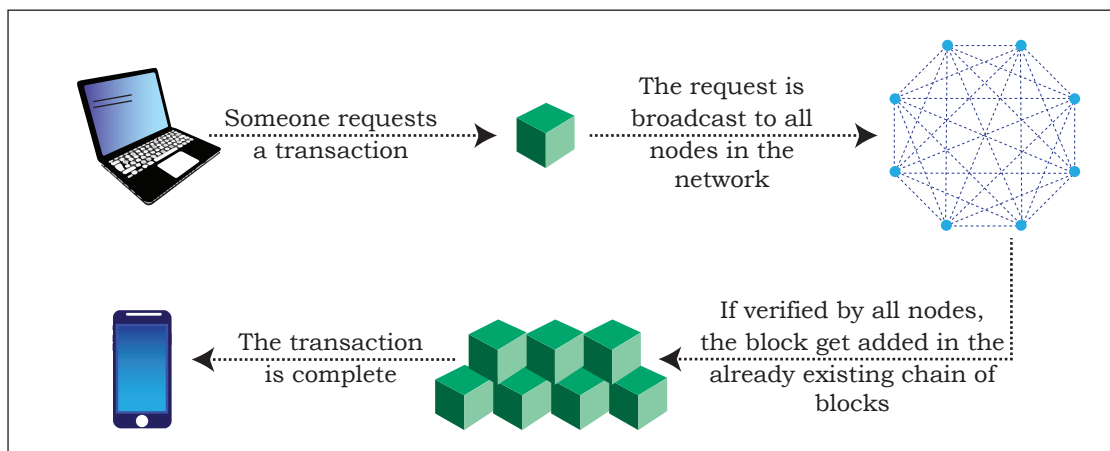 Someone requests
a transaction
The request is
broadcast to all
nodes in the
network
If verified by all nodes,
the block get added in the
already existing chain of
blocks
The transaction
is complete